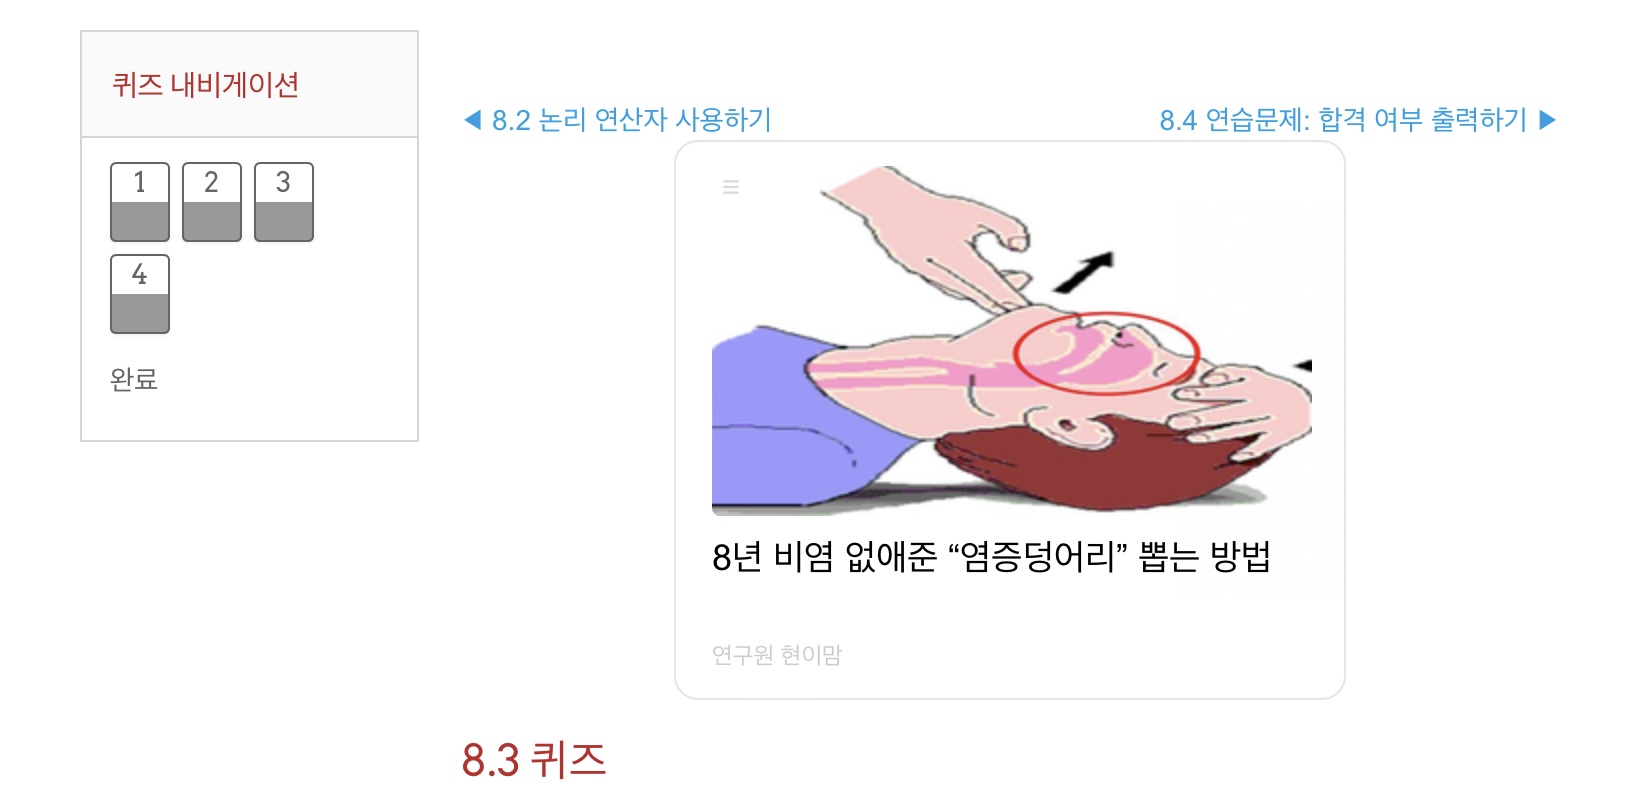 퀴즈 내비게이션
1 2 3
4
완료
◀ 8.2 논리 연산자 사용하기
8.4 연습문제: 합격 여부 출력하기 ▶
8년 비염 없애준 “염증덩어리” 뽑는 방법
연구원 현이맘
8.3 퀴즈